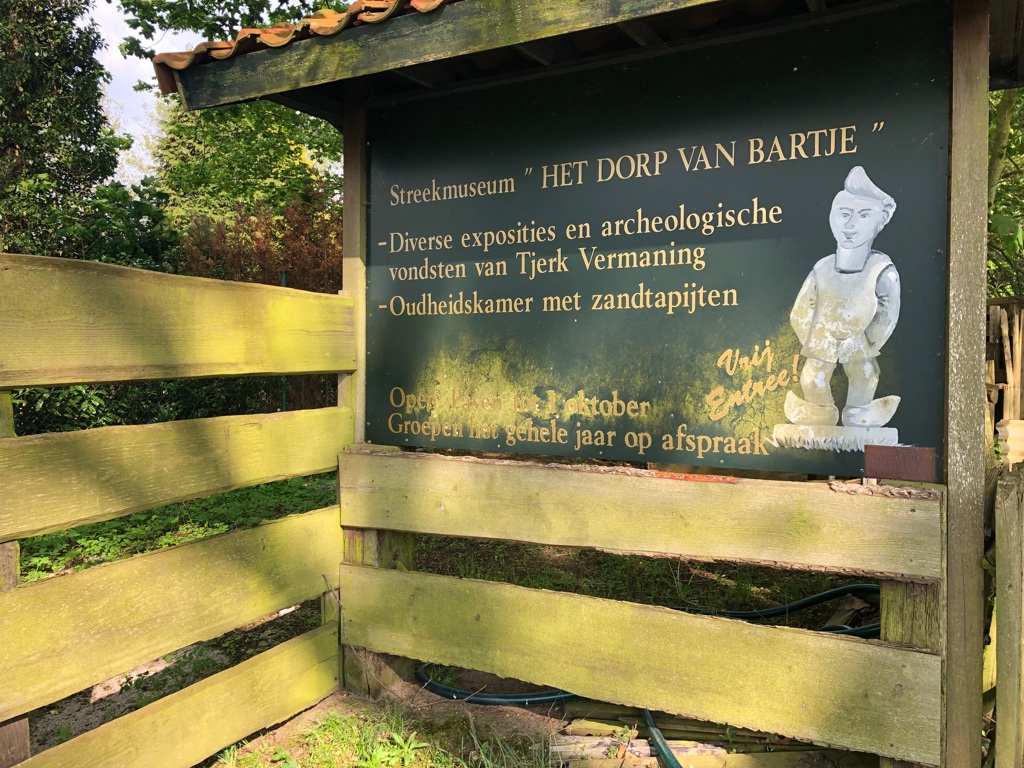 Streekmuseum " HET DORP VAN BARTJE "
-Diverse exposities en archeologische
vondsten van Tjerk Vermaning
-Oudheidskamer met zandtapijten
Vrij
Entree!
Open: Pasen tot 1 oktober
Groepen het gehele jaar op afspraak